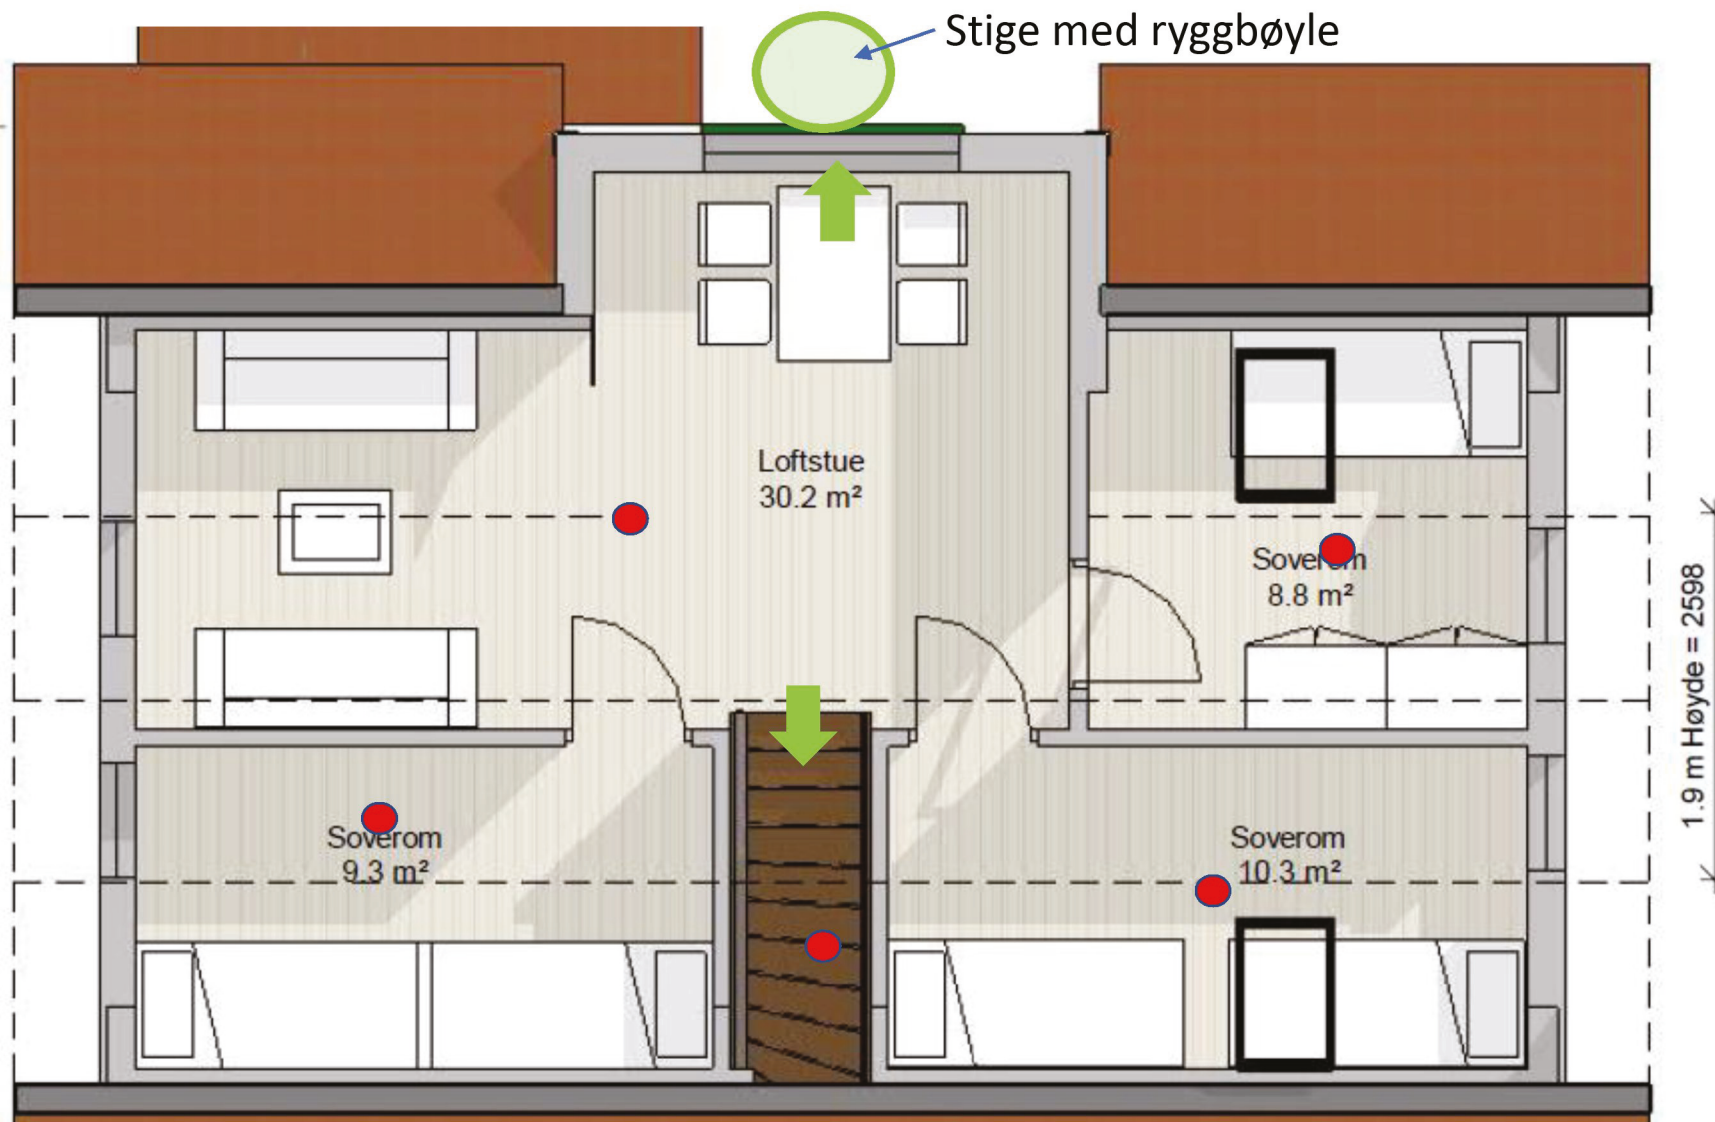 Stige med ryggbøyle
Loftstue
30.2 m²
Soverom
8.8 m²
1.9 m Høyde = 2598
Soverom
9.3 m²
Soverom
10.3 m²